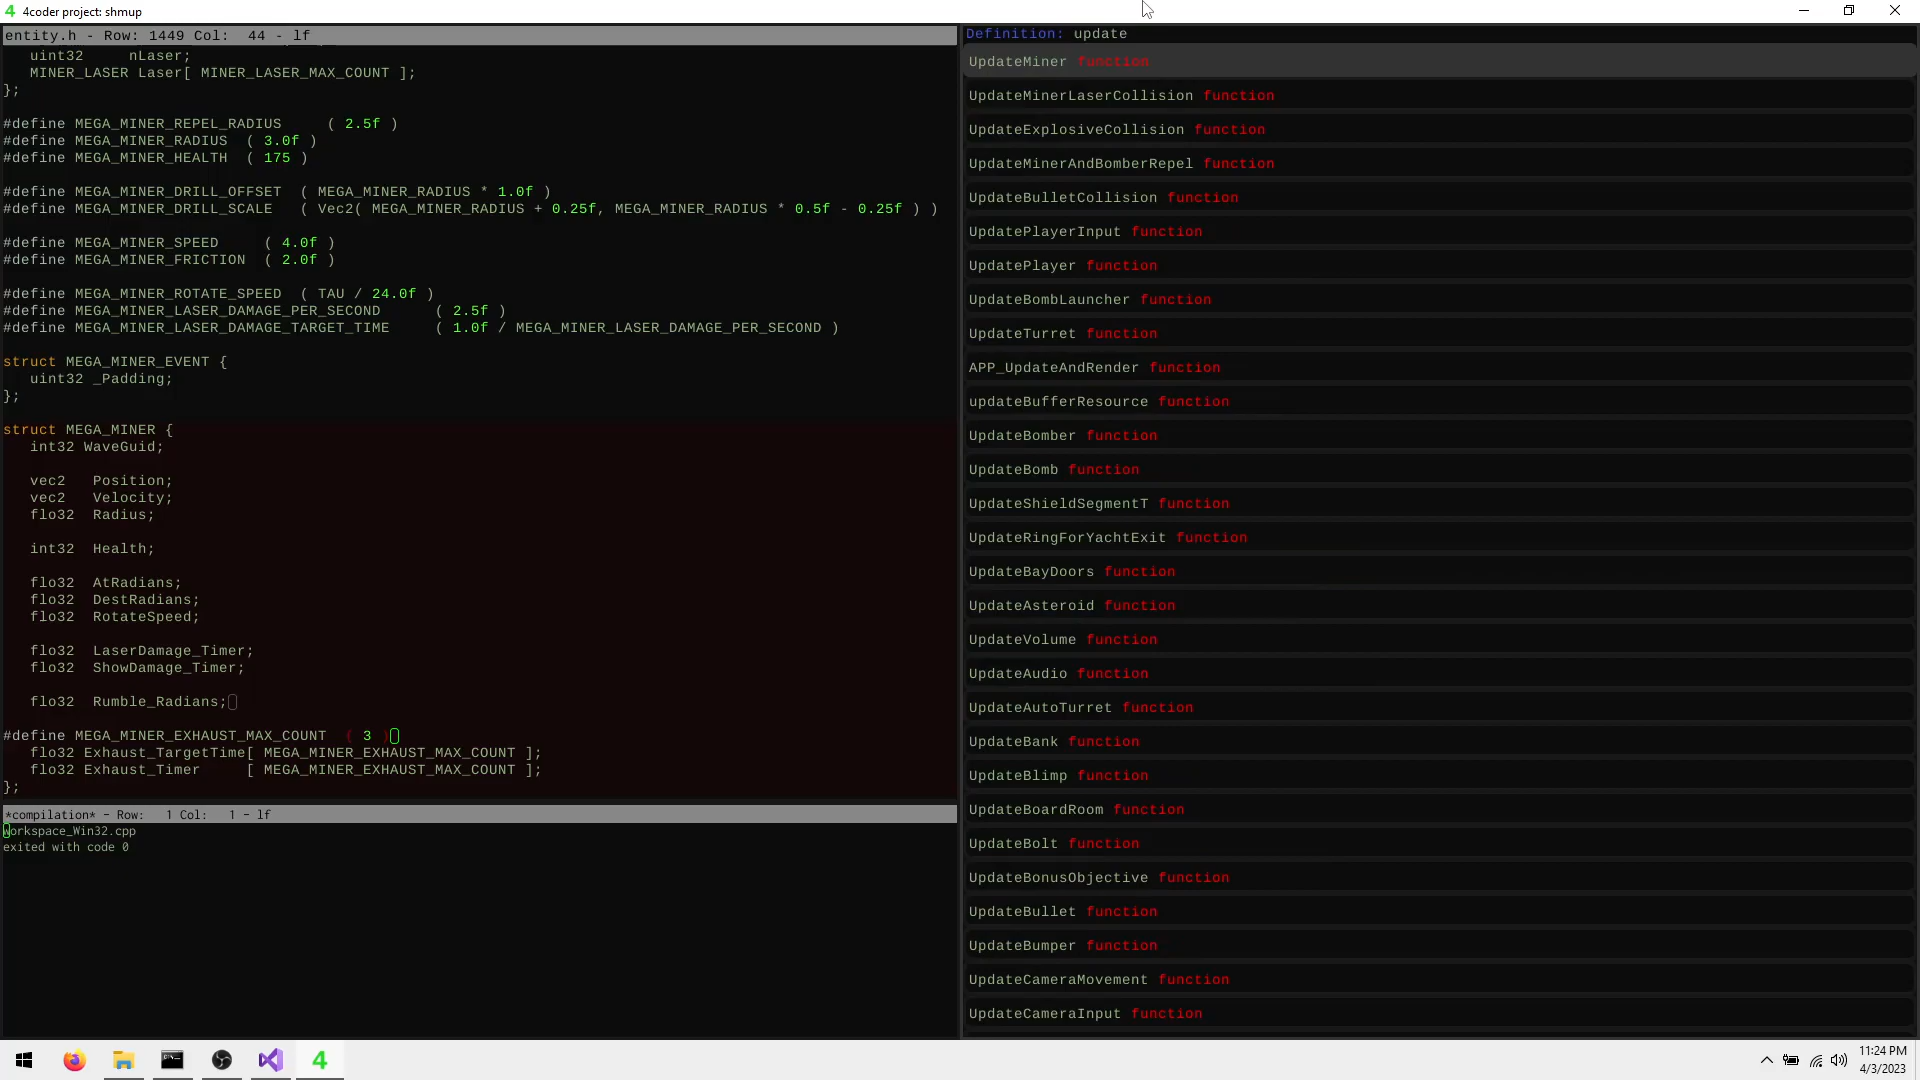 4 4coder project: shmup
entity.h - Row: 1449 Col:  44 - lf
uint32     nLaser;
MINER_LASER Laser[ MINER_LASER_MAX_COUNT ];
};
#define MEGA_MINER_REPEL_RADIUS     ( 2.5f )
#define MEGA_MINER_RADIUS  ( 3.0f )
#define MEGA_MINER_HEALTH  ( 175 )
#define MEGA_MINER_DRILL_OFFSET  ( MEGA_MINER_RADIUS * 1.0f )
#define MEGA_MINER_DRILL_SCALE   ( Vec2( MEGA_MINER_RADIUS + 0.25f, MEGA_MINER_RADIUS * 0.5f - 0.25f ) )
#define MEGA_MINER_SPEED     ( 4.0f )
#define MEGA_MINER_FRICTION  ( 2.0f )
#define MEGA_MINER_ROTATE_SPEED  ( TAU / 24.0f )
#define MEGA_MINER_LASER_DAMAGE_PER_SECOND      ( 2.5f )
#define MEGA_MINER_LASER_DAMAGE_TARGET_TIME     ( 1.0f / MEGA_MINER_LASER_DAMAGE_PER_SECOND )
struct MEGA_MINER_EVENT {
uint32 _Padding;
};
struct MEGA_MINER {
int32 WaveGuid;
vec2   Position;
vec2   Velocity;
flo32  Radius;
int32  Health;
flo32  AtRadians;
flo32  DestRadians;
flo32  RotateSpeed;
flo32  LaserDamage_Timer;
flo32  ShowDamage_Timer;
flo32  Rumble_Radians;
#define MEGA_MINER_EXHAUST_MAX_COUNT  ( 3 )
flo32 Exhaust_TargetTime[ MEGA_MINER_EXHAUST_MAX_COUNT ];
flo32 Exhaust_Timer     [ MEGA_MINER_EXHAUST_MAX_COUNT ];
};
*compilation* - Row:   1 Col:   1 - lf
workspace_Win32.cpp
exited with code 0
Definition: update
UpdateMiner function
UpdateMinerLaserCollision function
UpdateExplosiveCollision function
UpdateMinerAndBomberRepel function
UpdateBulletCollision function
UpdatePlayerInput function
UpdatePlayer function
UpdateBombLauncher function
UpdateTurret function
APP_UpdateAndRender function
updateBufferResource function
UpdateBomber function
UpdateBomb function
UpdateShieldSegmentT function
UpdateRingForYachtExit function
UpdateBayDoors function
UpdateAsteroid function
UpdateVolume function
UpdateAudio function
UpdateAutoTurret function
UpdateBank function
UpdateBlimp function
UpdateBoardRoom function
UpdateBolt function
UpdateBonusObjective function
UpdateBullet function
UpdateBumper function
UpdateCameraMovement function
UpdateCameraInput function
4
11:24 PM
4/3/2023